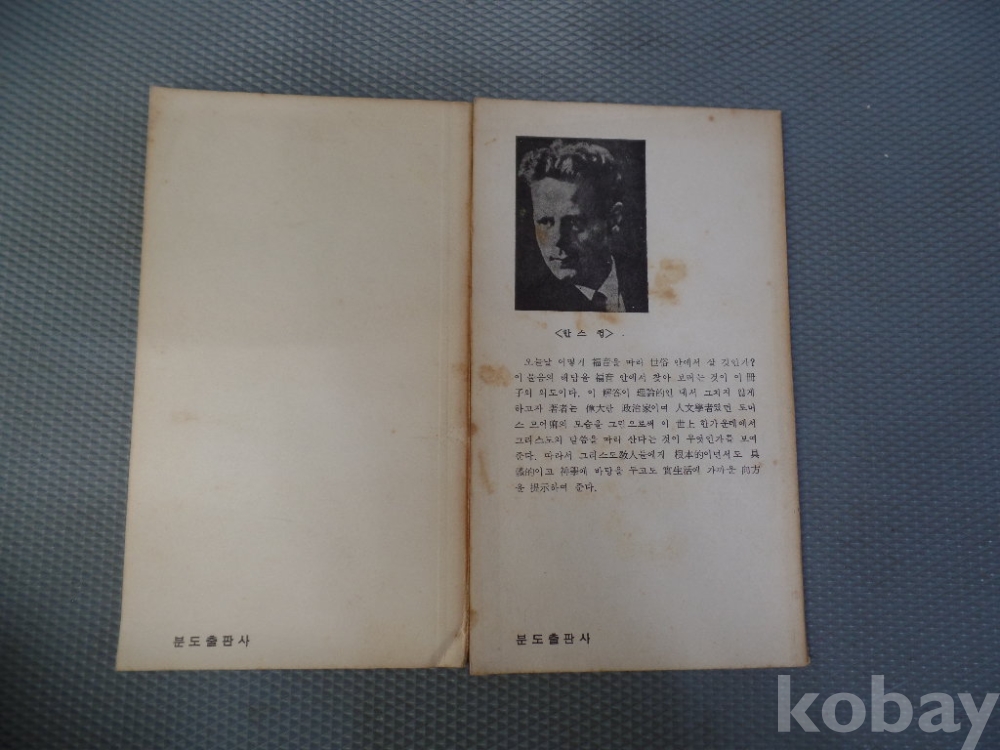 분도출판사
<한스 큉> .
오늘날 어떻게 福音을 따라 世俗 안에서 살 것인가?
이 물음의 해답을 福音 안에서 찾아 보려는 것이 이 冊
子의 의도이다. 이 解答이 理論的인 데서 그치지 않게
하고자 著者는 偉大한 政治家이며 人文學者였던 토마
스 모어의 모습을 그림으로써 이 世上 한가운데에서
그리스도의 말씀을 따라 산다는 것이 무엇인가를 보여
준다. 따라서 그리스도敎人들에게 根本的이면서도 具
體的이고 바탕을 두고도 實生活에 가까운 向方
을 提示하여 준다.
분도출판사
kobay